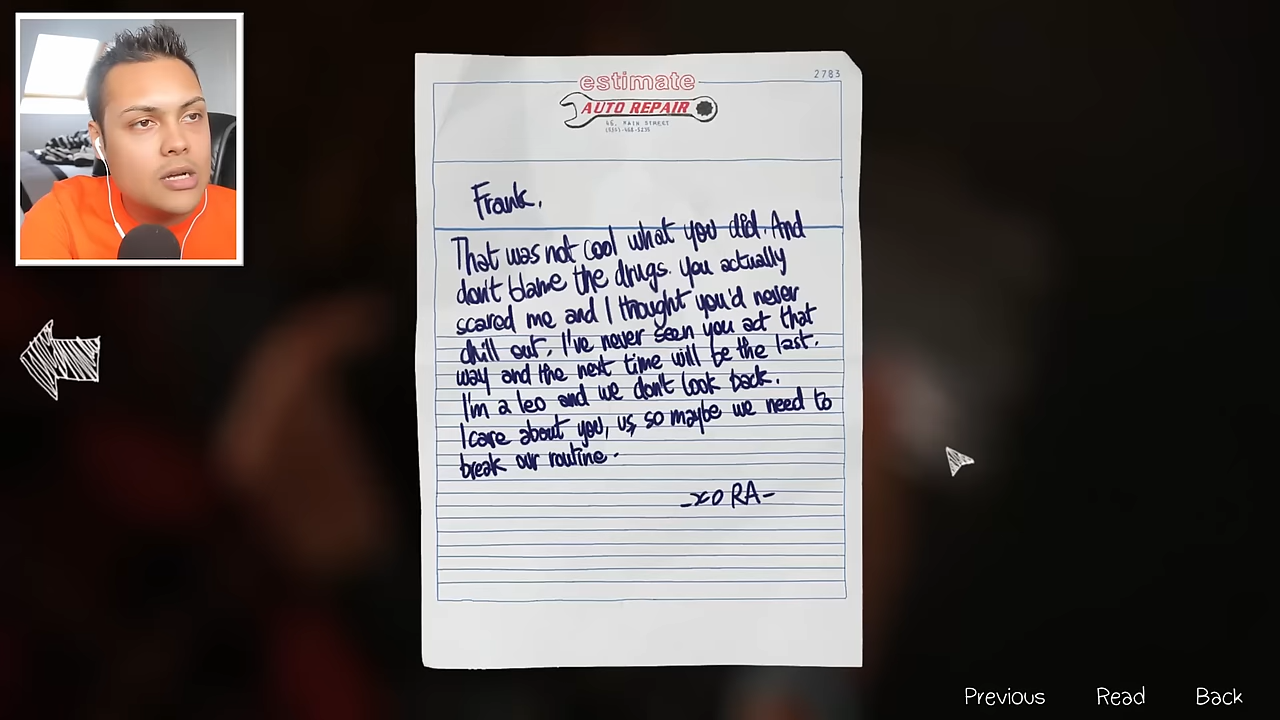 2783
estimate
AUTO REPAIR
45, MAIN STREET
Frank,
That was not cool what you did. And
don't blame the drugs. You actually
scared me and I thought you'd never
chill out. I've never seen you act that
way and the next time will be the last.
I'm a leo and we don't look back.
I care about you, us, so maybe we need to
break our routine.
-xo RA-
Previous
Read
Back